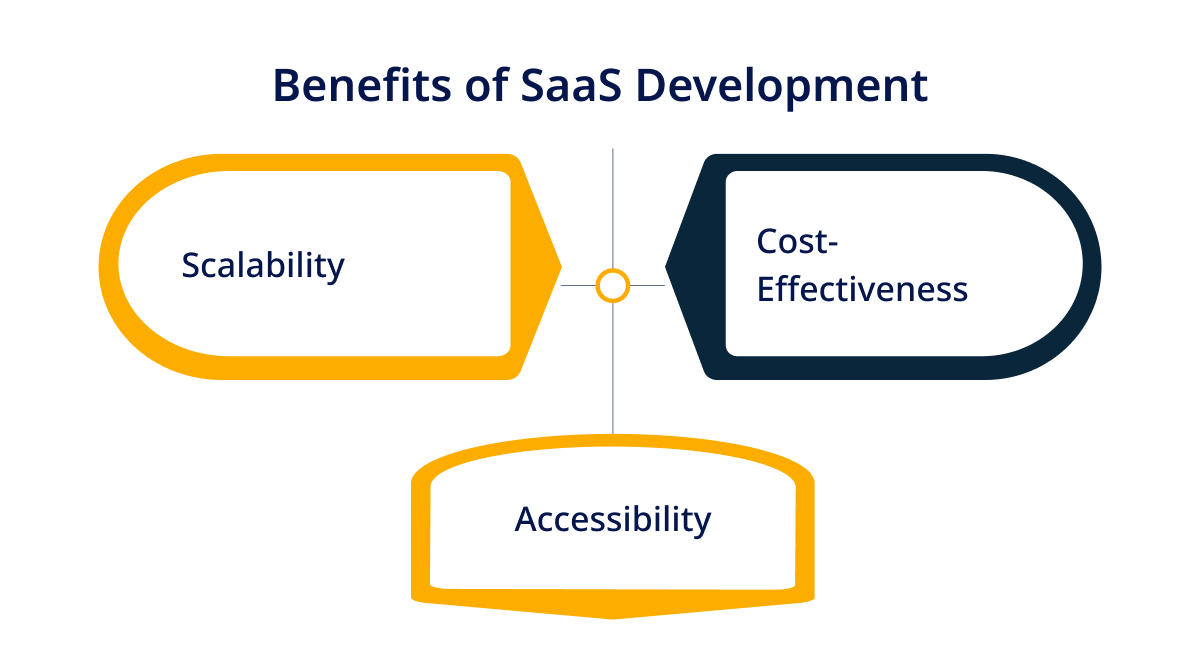 Benefits of SaaS Development
Scalability
Cost-
Effectiveness
Accessibility